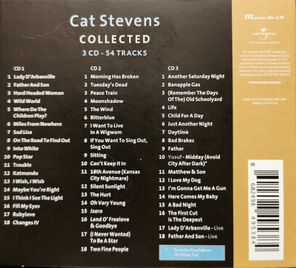 Cat Stevens
COLLECTED
3 CD - 54 TRACKS
CD 1
1 Lady D'Arbanville
2 Father And Son
3 Hard Headed Woman
4 Wild World
5 Where Do The
Children Play?
6 Miles From Nowhere
7 Sad Lisa
8 On The Road To Find Out
9 Into White
10 Pop Star
11 Trouble
12 Katmandu
13 I Wish, I Wish
14 Maybe You're Right
15 I Think I See The Light
16 Fill My Eyes
17 Rubylove
18 Changes IV
CD 2
1 Morning Has Broken
2 Tuesday's Dead
3 Peace Train
4 Moonshadow
5 The Wind
6 Bitterblue
7 I Want To Live
In A Wigwam
8 If You Want To Sing Out,
Sing Out
9 Sitting
10 Can't Keep It In
11 18th Avenue (Kansas
City Nightmare)
12 Silent Sunlight
13 The Hurt
14 Oh Very Young
15 Izero
16 Land O' Freelove &
Goodbye
17 (I Never Wanted)
To Be A Star
18 Two Fine People
CD 3
1 Another Saturday Night
2 Banapple Gas
3 (Remember The Days
Of The) Old Schoolyard
4 Life
5 Child For A Day
6 Just Another Night
7 Daytime
8 Bad Brakes
9 Father
10 Yusuf - Midday (Avoid
City After Dark)*
11 Matthew & Son
12 I Love My Dog
13 I'm Gonna Get Me A Gun
14 Here Comes My Baby
15 A Bad Night
16 The First Cut
Is The Deepest
17 Lady D'Arbanville - Live
18 Father And Son - Live